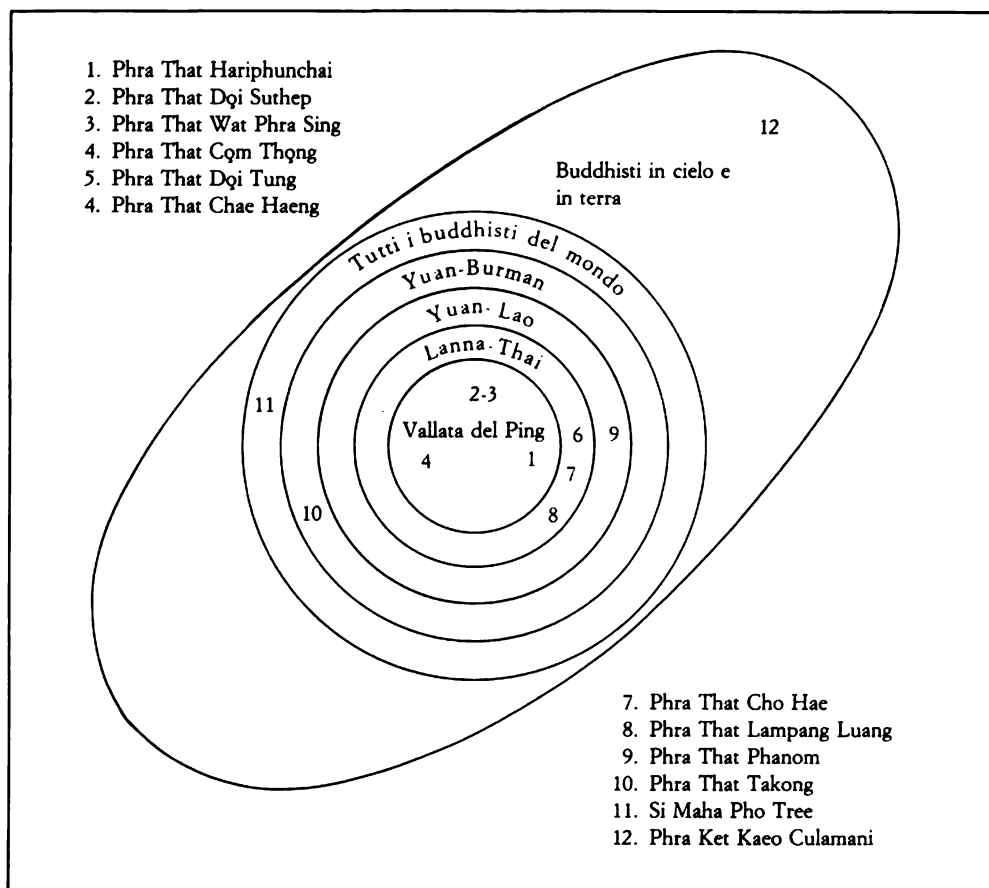 1. Phra That Hariphunchai
2. Phra That Dọi Suthep
3. Phra That Wat Phra Sing
4. Phra That Cọm Thọng
5. Phra That Dọi Tung
4. Phra That Chae Haeng
12
Buddhisti in cielo e
in terra
Tutti i buddhisti del mondo
Yuan-Burman
Yuan-Lao
Lanna-Thai
2-3
11
Vallata del Ping
6
9
4
1
7
10
8
7. Phra That Cho Hae
8. Phra That Lampang Luang
9. Phra That Phanom
10. Phra That Takong
11. Si Maha Pho Tree
12. Phra Ket Kaeo Culamani